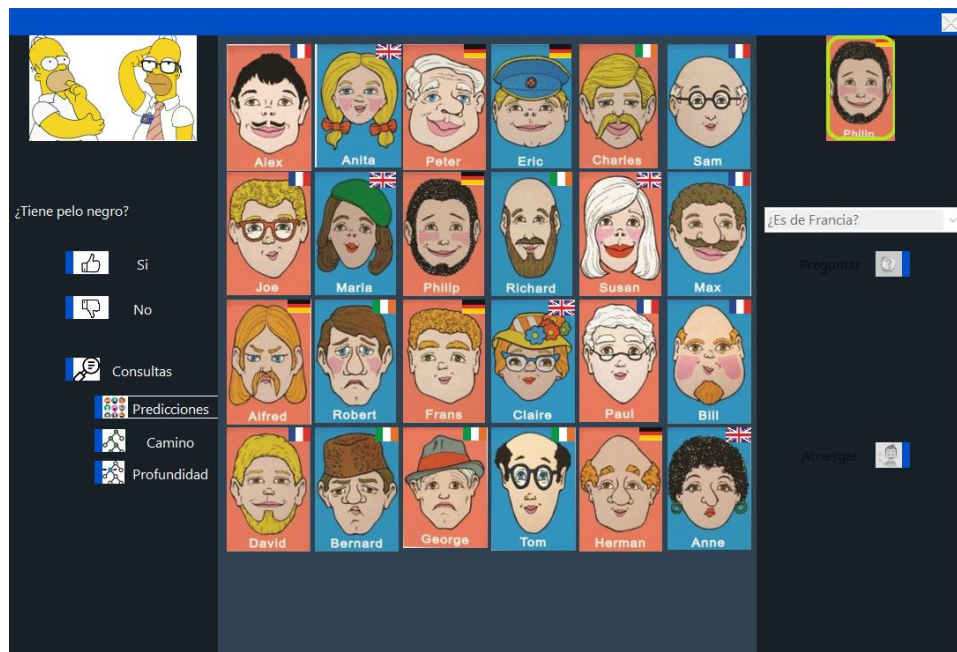 ¿Tiene pelo negro?
Si
No
Consultas
Predicciones
Camino
Profundidad
Alex
Anita
Peter
Eric
Charles
Sam
Joe
Maria
Philip
Richard
Susan
Max
Alfred
Robert
Frans
Claire
Paul
Bill
David
Bernard
George
Tom
Herman
Anne
Philip
¿Es de Francia?
Preguntar
Arriesgar